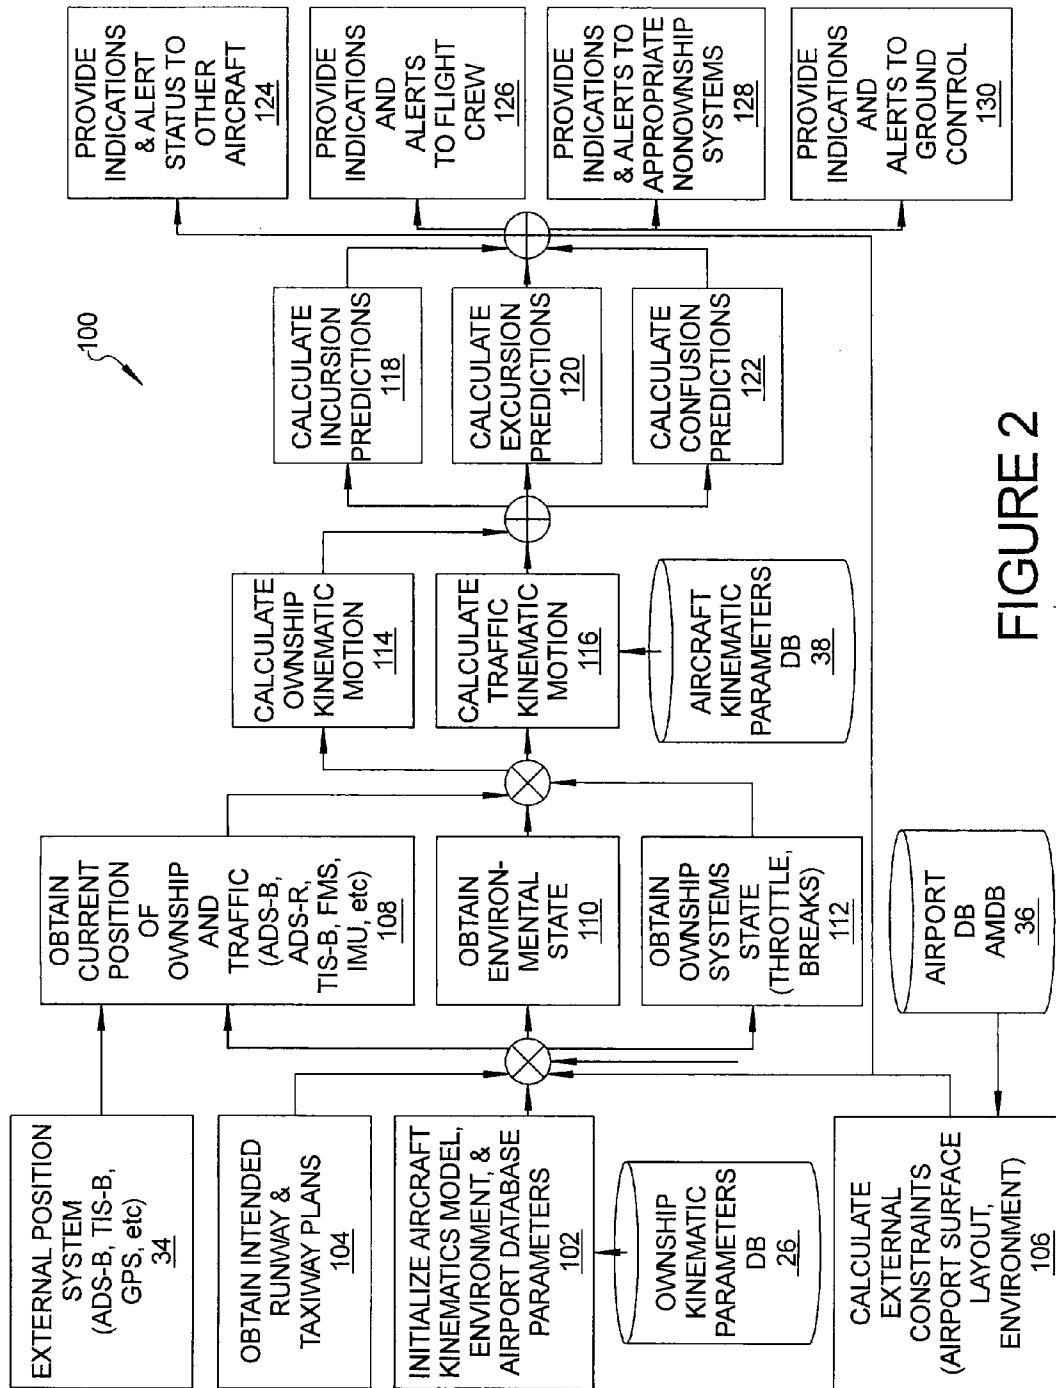 EXTERNAL POSITION
SYSTEM
(ADS-B, TIS-B,
GPS, etc)
34
OBTAIN INTENDED
RUNWAY &
TAXIWAY PLANS
104
INITIALIZE AIRCRAFT
KINEMATICS MODEL,
ENVIRONMENT, &
AIRPORT DATABASE
PARAMETERS
102
OWNSHIP
KINEMATIC
PARAMETERS
DB
26
CALCULATE
EXTERNAL
CONSTRAINTS
(AIRPORT SURFACE
LAYOUT,
ENVIRONMENT)
106
OBTAIN
CURRENT
POSITION
OF
OWNSHIP
AND
TRAFFIC
(ADS-B,
ADS-R,
TIS-B, FMS,
IMU, etc)
108
OBTAIN
ENVIRON-
MENTAL
STATE
110
OBTAIN
OWNSHIP
SYSTEMS
STATE
(THROTTLE,
BREAKS)
112
AIRPORT
DB
AMDB
36
CALCULATE
OWNSHIP
KINEMATIC
MOTION
114
CALCULATE
TRAFFIC
KINEMATIC
MOTION
116
AIRCRAFT
KINEMATIC
PARAMETERS
DB
38
100
CALCULATE
INCURSION
PREDICTIONS
118
CALCULATE
EXCURSION
PREDICTIONS
120
CALCULATE
CONFUSION
PREDICTIONS
122
PROVIDE
INDICATIONS
& ALERT
STATUS TO
OTHER
AIRCRAFT
124
PROVIDE
INDICATIONS
AND
ALERTS
TO FLIGHT
CREW
126
PROVIDE
INDICATIONS
& ALERTS TO
APPROPRIATE
NONOWNSHIP
SYSTEMS
128
PROVIDE
INDICATIONS
AND
ALERTS TO
GROUND
CONTROL
130
FIGURE 2